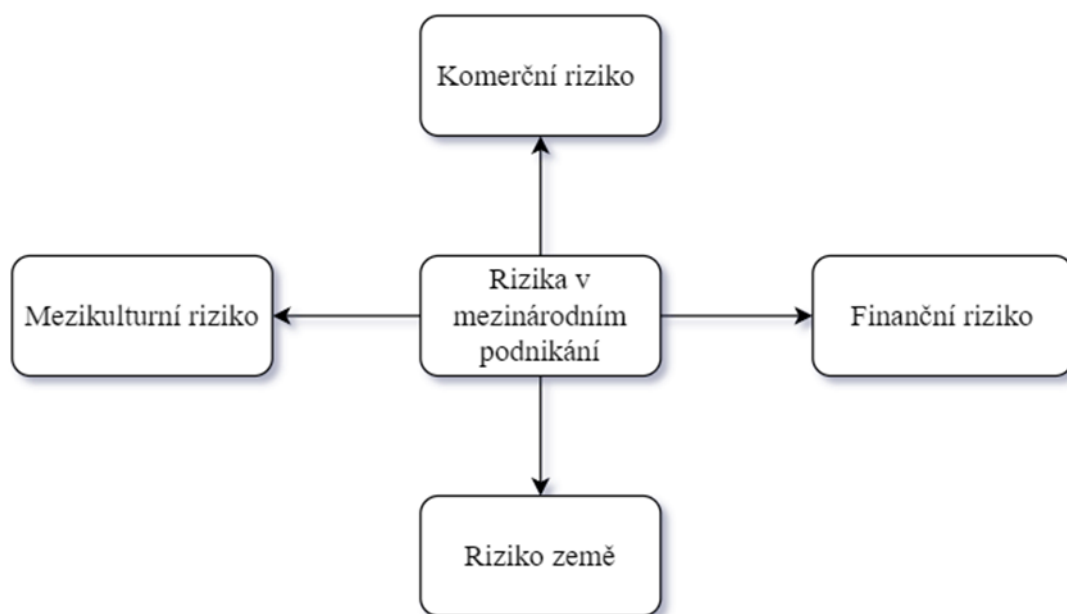 Komerční riziko
Mezikulturní riziko
Rizika v
mezinárodním
podnikání
Finanční riziko
Riziko země